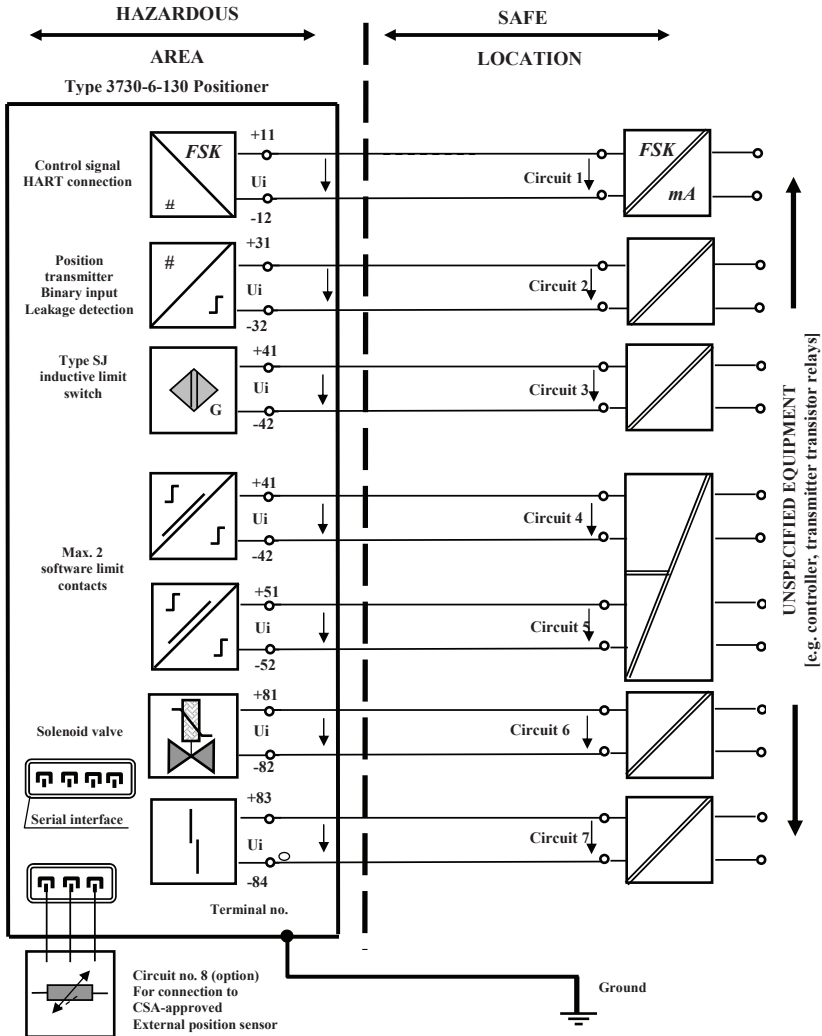 HAZARDOUS
SAFE
AREA
LOCATION
Type 3730-6-130 Positioner
Control signal
HART connection
FSK
#
+11
Ui
-12
Circuit 1
FSK
mA
Position
transmitter
Binary input
Leakage detection
#
+31
Ui
-32
Circuit 2
Type SJ
inductive limit
switch
G
+41
Ui
-42
Circuit 3
Max. 2
software limit
contacts
+41
Ui
-42
Circuit 4
+51
Ui
-52
Circuit 5
UNSPECIFIED EQUIPMENT
[e.g. controller, transmitter transistor relays]
Solenoid valve
+81
Ui
-82
Circuit 6
Serial interface
+83
Ui
-84
Circuit 7
Terminal no.
Circuit no. 8 (option)
For connection to
CSA-approved
External position sensor
Ground